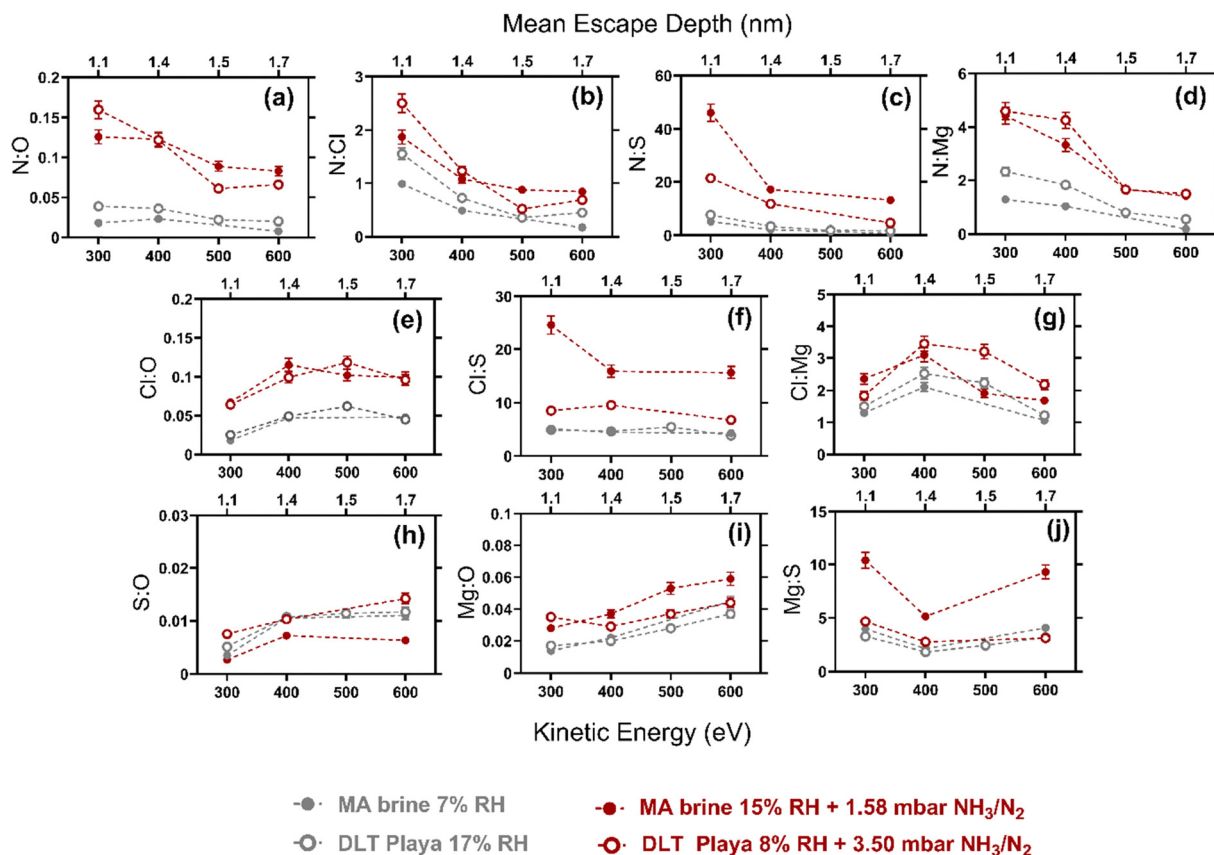 Mean Escape Depth (nm)
1.1 1.4 1.5 1.7
0.2
0.15
0.1
0.05
0
300 400 500 600
N:O
(a)
1.1 1.4 1.5 1.7
3
2
1
0
300 400 500 600
N:Cl
(b)
1.1 1.4 1.5 1.7
60
40
20
0
300 400 500 600
N:S
(c)
1.1 1.4 1.5 1.7
6
4
2
0
300 400 500 600
N:Mg
(d)
1.1 1.4 1.5 1.7
0.2
0.15
0.1
0.05
0
300 400 500 600
Cl:O
(e)
1.1 1.4 1.5 1.7
30
20
10
0
300 400 500 600
Cl:S
(f)
1.1 1.4 1.5 1.7
5
4
3
2
1
0
300 400 500 600
Cl:Mg
(g)
1.1 1.4 1.5 1.7
0.03
0.02
0.01
0
300 400 500 600
S:O
(h)
1.1 1.4 1.5 1.7
0.1
0.08
0.06
0.04
0.02
0
300 400 500 600
Mg:O
(i)
1.1 1.4 1.5 1.7
15
10
5
0
300 400 500 600
Mg:S
(j)
Kinetic Energy (eV)
MA brine 7% RH
MA brine 15% RH + 1.58 mbar NH₃/N₂
DLT Playa 17% RH
DLT Playa 8% RH + 3.50 mbar NH₃/N₂